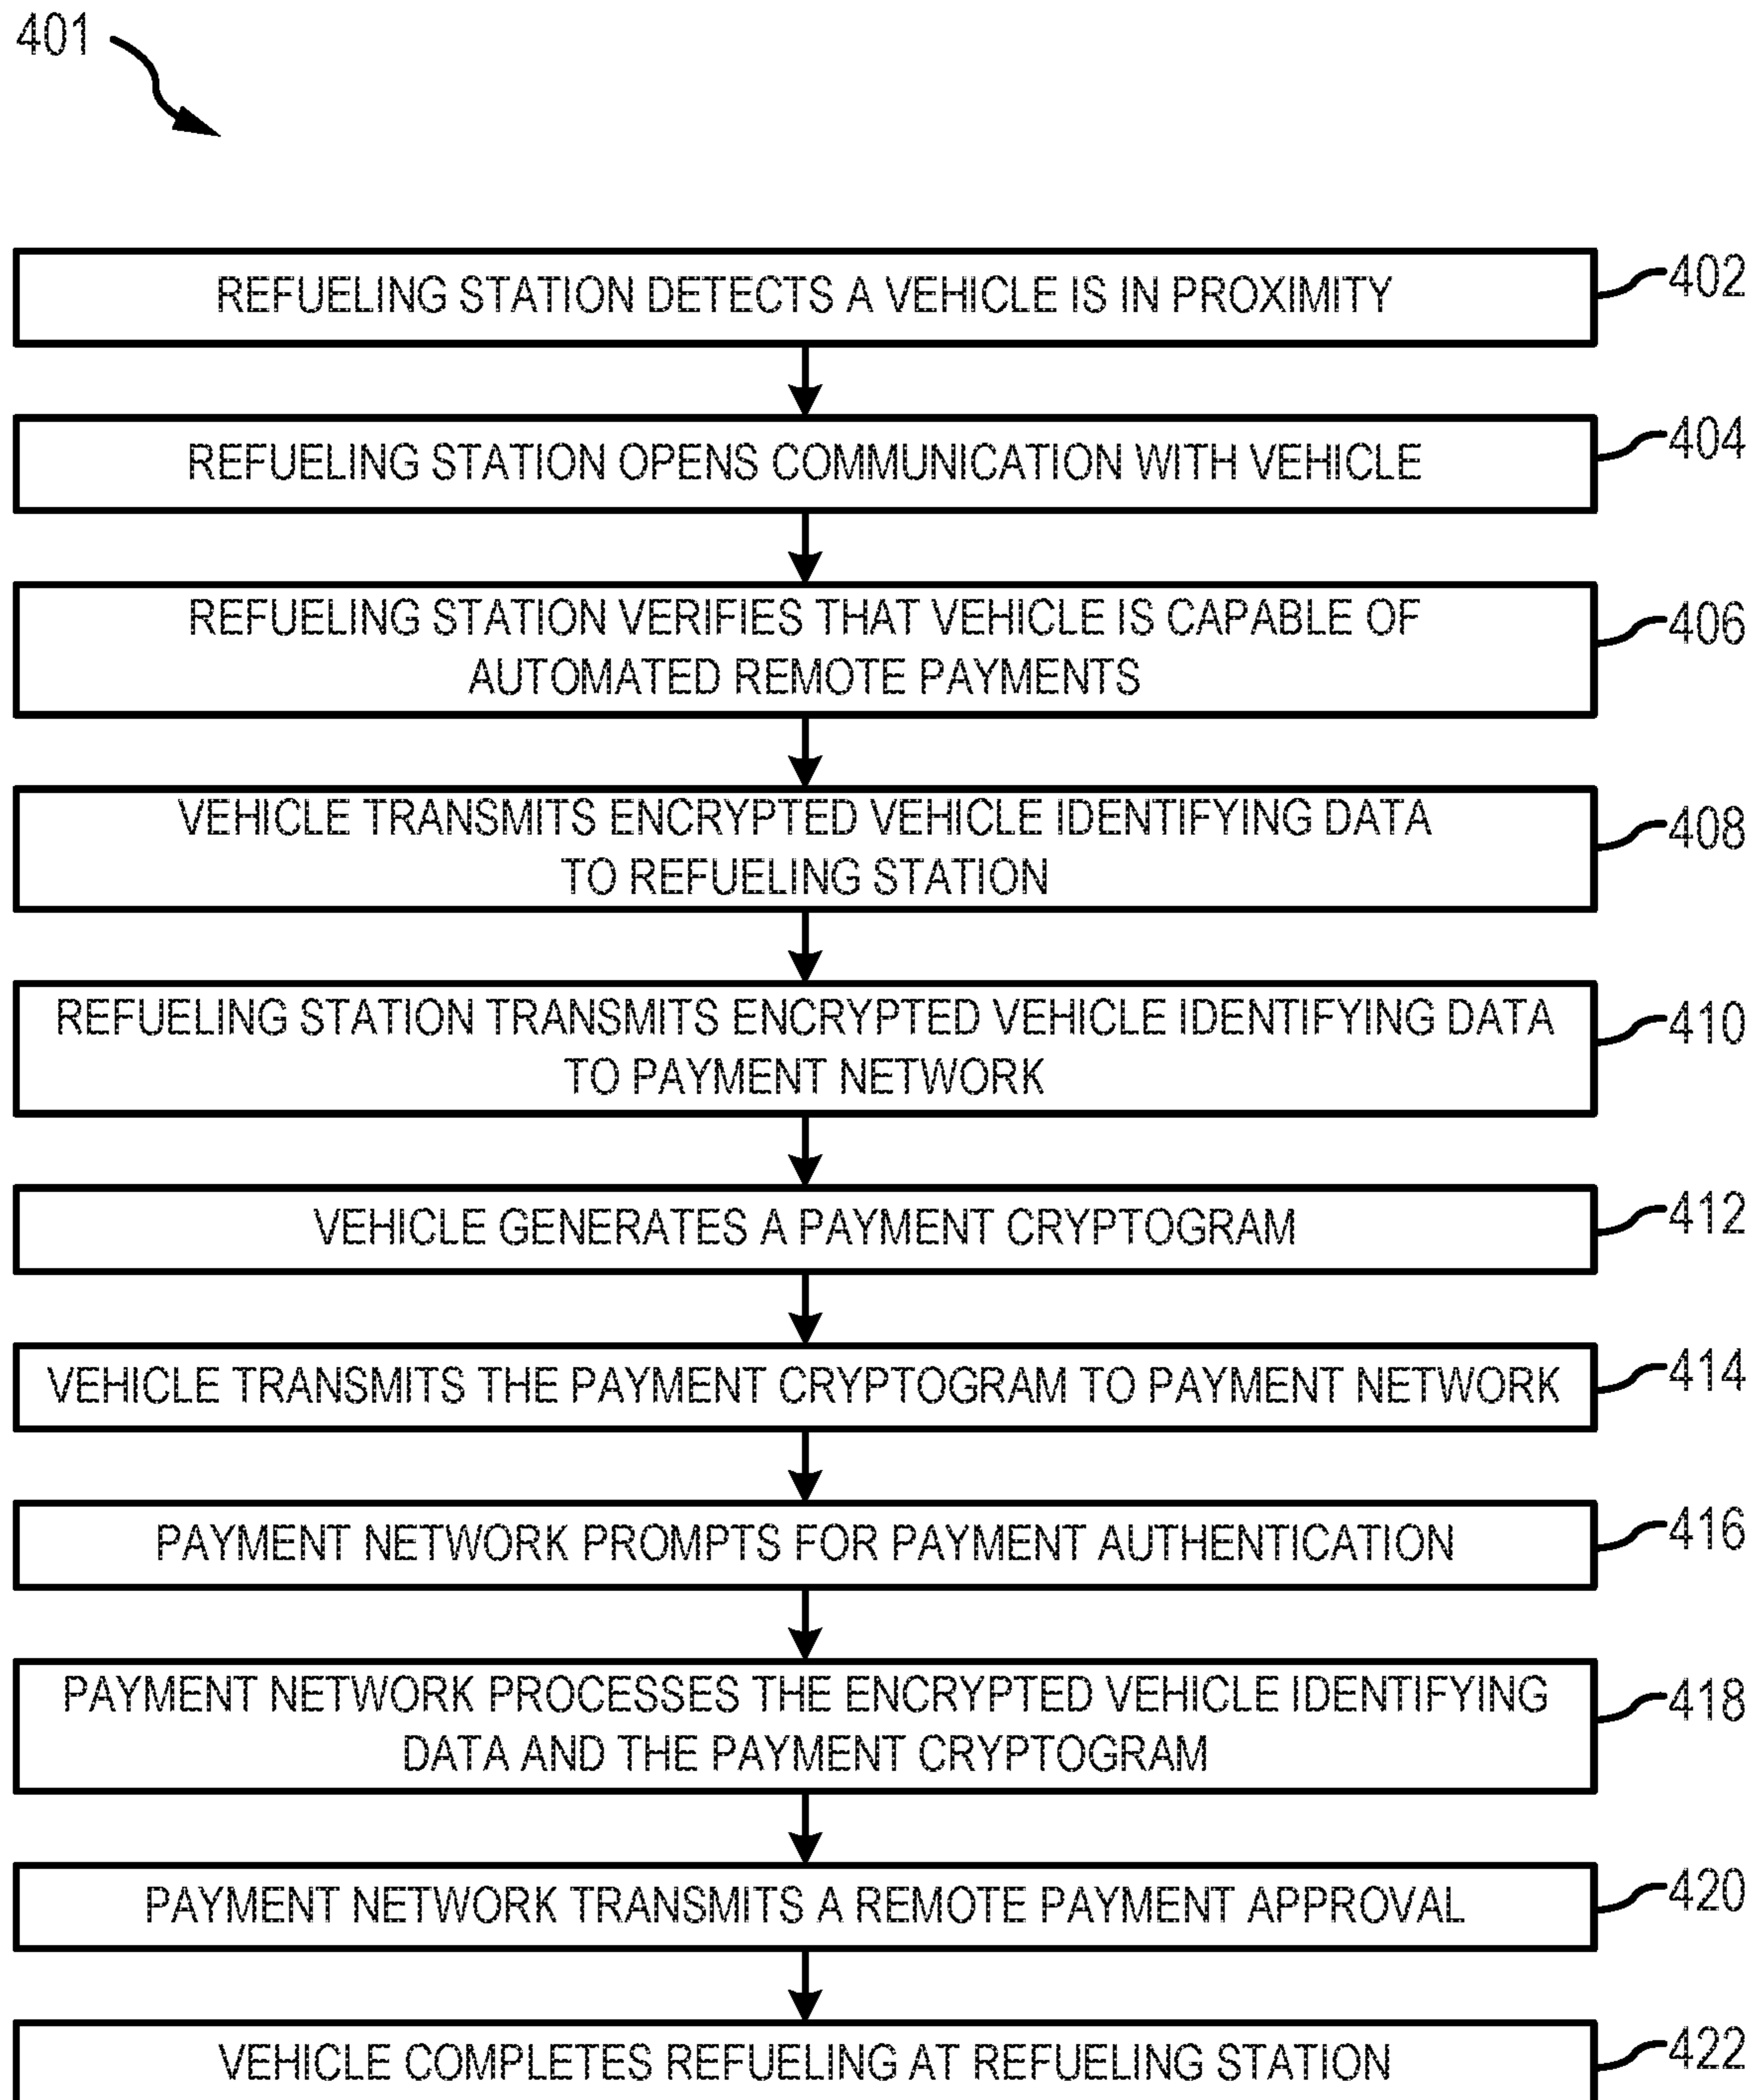 401
REFUELING STATION DETECTS A VEHICLE IS IN PROXIMITY
402
REFUELING STATION OPENS COMMUNICATION WITH VEHICLE
404
REFUELING STATION VERIFIES THAT VEHICLE IS CAPABLE OF
AUTOMATED REMOTE PAYMENTS
406
VEHICLE TRANSMITS ENCRYPTED VEHICLE IDENTIFYING DATA
TO REFUELING STATION
408
REFUELING STATION TRANSMITS ENCRYPTED VEHICLE IDENTIFYING DATA
TO PAYMENT NETWORK
410
VEHICLE GENERATES A PAYMENT CRYPTOGRAM
412
VEHICLE TRANSMITS THE PAYMENT CRYPTOGRAM TO PAYMENT NETWORK
414
PAYMENT NETWORK PROMPTS FOR PAYMENT AUTHENTICATION
416
PAYMENT NETWORK PROCESSES THE ENCRYPTED VEHICLE IDENTIFYING
DATA AND THE PAYMENT CRYPTOGRAM
418
PAYMENT NETWORK TRANSMITS A REMOTE PAYMENT APPROVAL
420
VEHICLE COMPLETES REFUELING AT REFUELING STATION
422